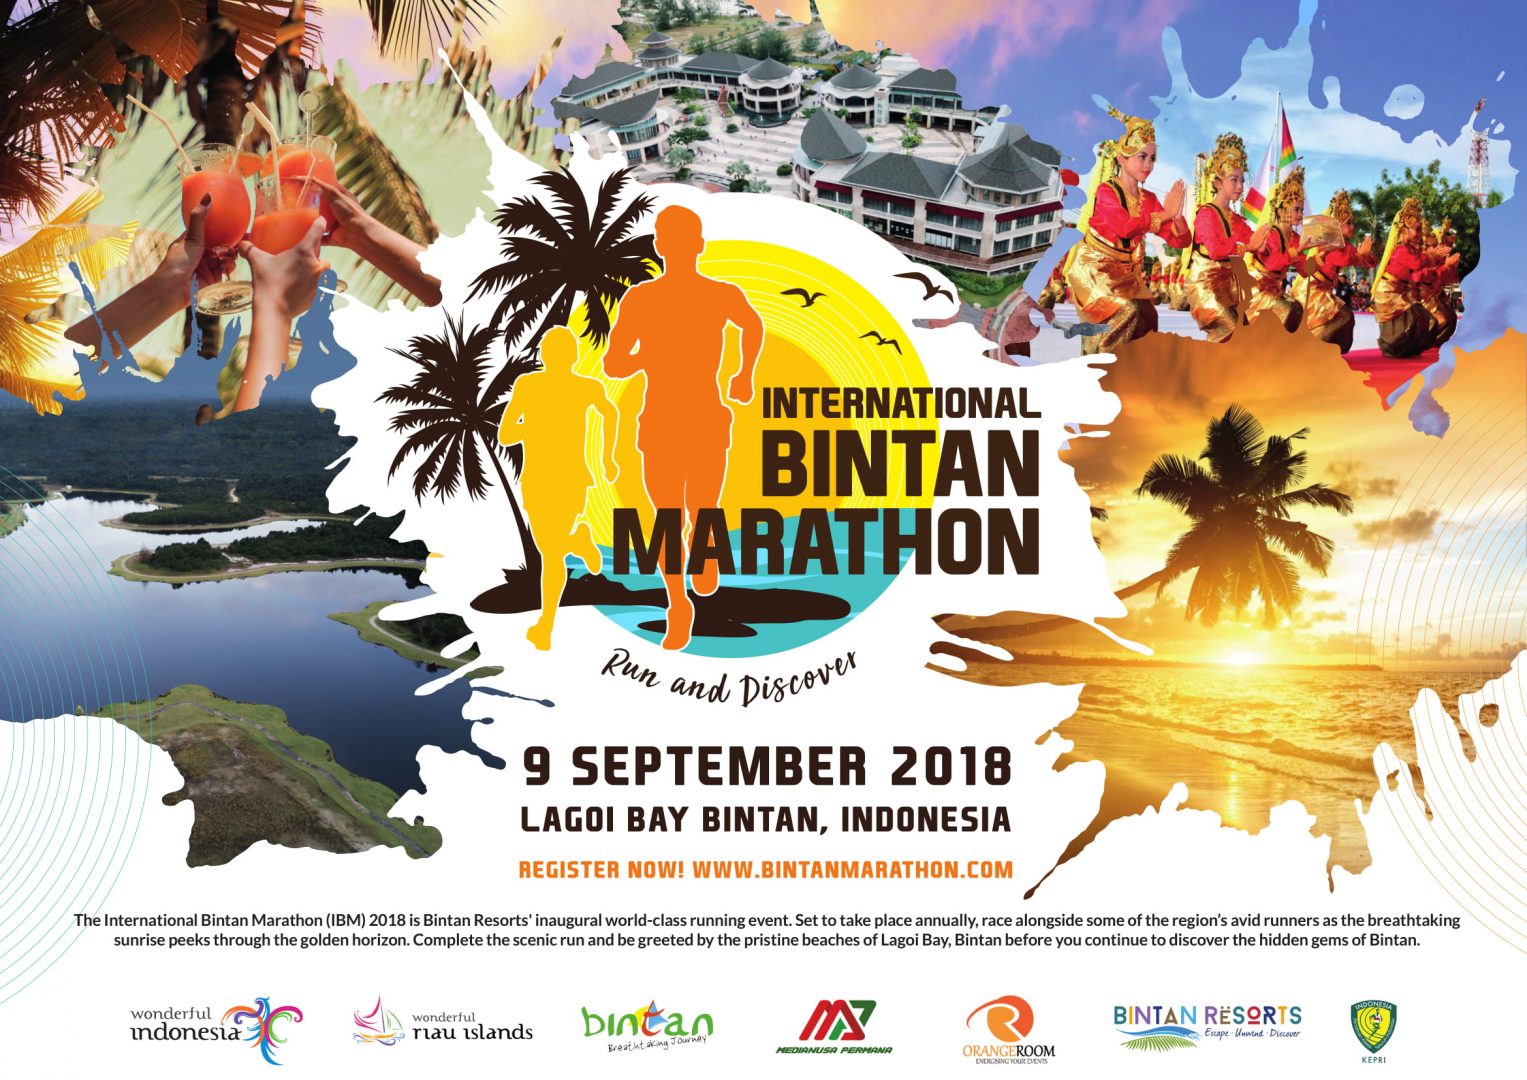 INTERNATIONAL
BINTAN
MARATHON
Run and Discover
9 SEPTEMBER 2018
LAGOI BAY BINTAN, INDONESIA
REGISTER NOW! WWW.BINTANMARATHON.COM
The International Bintan Marathon (IBM) 2018 is Bintan Resorts' inaugural world-class running event. Set to take place annually, race alongside some of the region's avid runners as the breathtaking
sunrise peeks through the golden horizon. Complete the scenic run and be greeted by the pristine beaches of Lagoi Bay, Bintan before you continue to discover the hidden gems of Bintan.
wonderful
indonesia
wonderful
riau islands
bintan
Breathtaking Journey
MEDIANUSA PERMANA
ORANGEROOM
ENERGISING YOUR EVENTS
BINTAN RESORTS
Escape · Unwind · Discover
INDONESIA
KEPRI